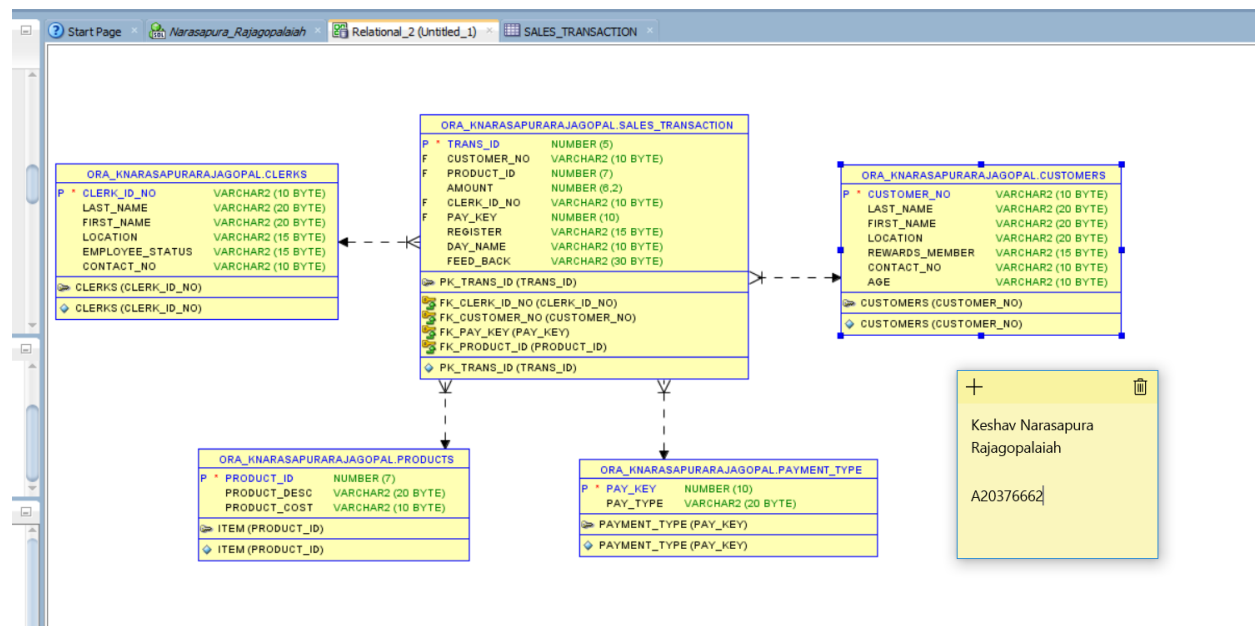 Start Page
Narasapura_Rajagopalaiah
Relational_2 (Untitled_1)
SALES_TRANSACTION
ORA_KNARASAPURARAJAGOPAL.SALES_TRANSACTION
P * TRANS_ID NUMBER (5)
F CUSTOMER_NO VARCHAR2 (10 BYTE)
F PRODUCT_ID NUMBER (7)
AMOUNT NUMBER (6,2)
F CLERK_ID_NO VARCHAR2 (10 BYTE)
F PAY_KEY NUMBER (10)
REGISTER VARCHAR2 (15 BYTE)
DAY_NAME VARCHAR2 (10 BYTE)
FEED_BACK VARCHAR2 (30 BYTE)
PK_TRANS_ID (TRANS_ID)
FK_CLERK_ID_NO (CLERK_ID_NO)
FK_CUSTOMER_NO (CUSTOMER_NO)
FK_PAY_KEY (PAY_KEY)
FK_PRODUCT_ID (PRODUCT_ID)
PK_TRANS_ID (TRANS_ID)
ORA_KNARASAPURARAJAGOPAL.CLERKS
P * CLERK_ID_NO VARCHAR2 (10 BYTE)
LAST_NAME VARCHAR2 (20 BYTE)
FIRST_NAME VARCHAR2 (20 BYTE)
LOCATION VARCHAR2 (15 BYTE)
EMPLOYEE_STATUS VARCHAR2 (15 BYTE)
CONTACT_NO VARCHAR2 (10 BYTE)
CLERKS (CLERK_ID_NO)
CLERKS (CLERK_ID_NO)
ORA_KNARASAPURARAJAGOPAL.CUSTOMERS
P * CUSTOMER_NO VARCHAR2 (10 BYTE)
LAST_NAME VARCHAR2 (20 BYTE)
FIRST_NAME VARCHAR2 (20 BYTE)
LOCATION VARCHAR2 (20 BYTE)
REWARDS_MEMBER VARCHAR2 (15 BYTE)
CONTACT_NO VARCHAR2 (10 BYTE)
AGE VARCHAR2 (10 BYTE)
CUSTOMERS (CUSTOMER_NO)
CUSTOMERS (CUSTOMER_NO)
ORA_KNARASAPURARAJAGOPAL.PRODUCTS
P * PRODUCT_ID NUMBER (7)
PRODUCT_DESC VARCHAR2 (20 BYTE)
PRODUCT_COST VARCHAR2 (10 BYTE)
ITEM (PRODUCT_ID)
ITEM (PRODUCT_ID)
ORA_KNARASAPURARAJAGOPAL.PAYMENT_TYPE
P * PAY_KEY NUMBER (10)
PAY_TYPE VARCHAR2 (20 BYTE)
PAYMENT_TYPE (PAY_KEY)
PAYMENT_TYPE (PAY_KEY)
Keshav Narasapura
Rajagopalaiah
A20376662